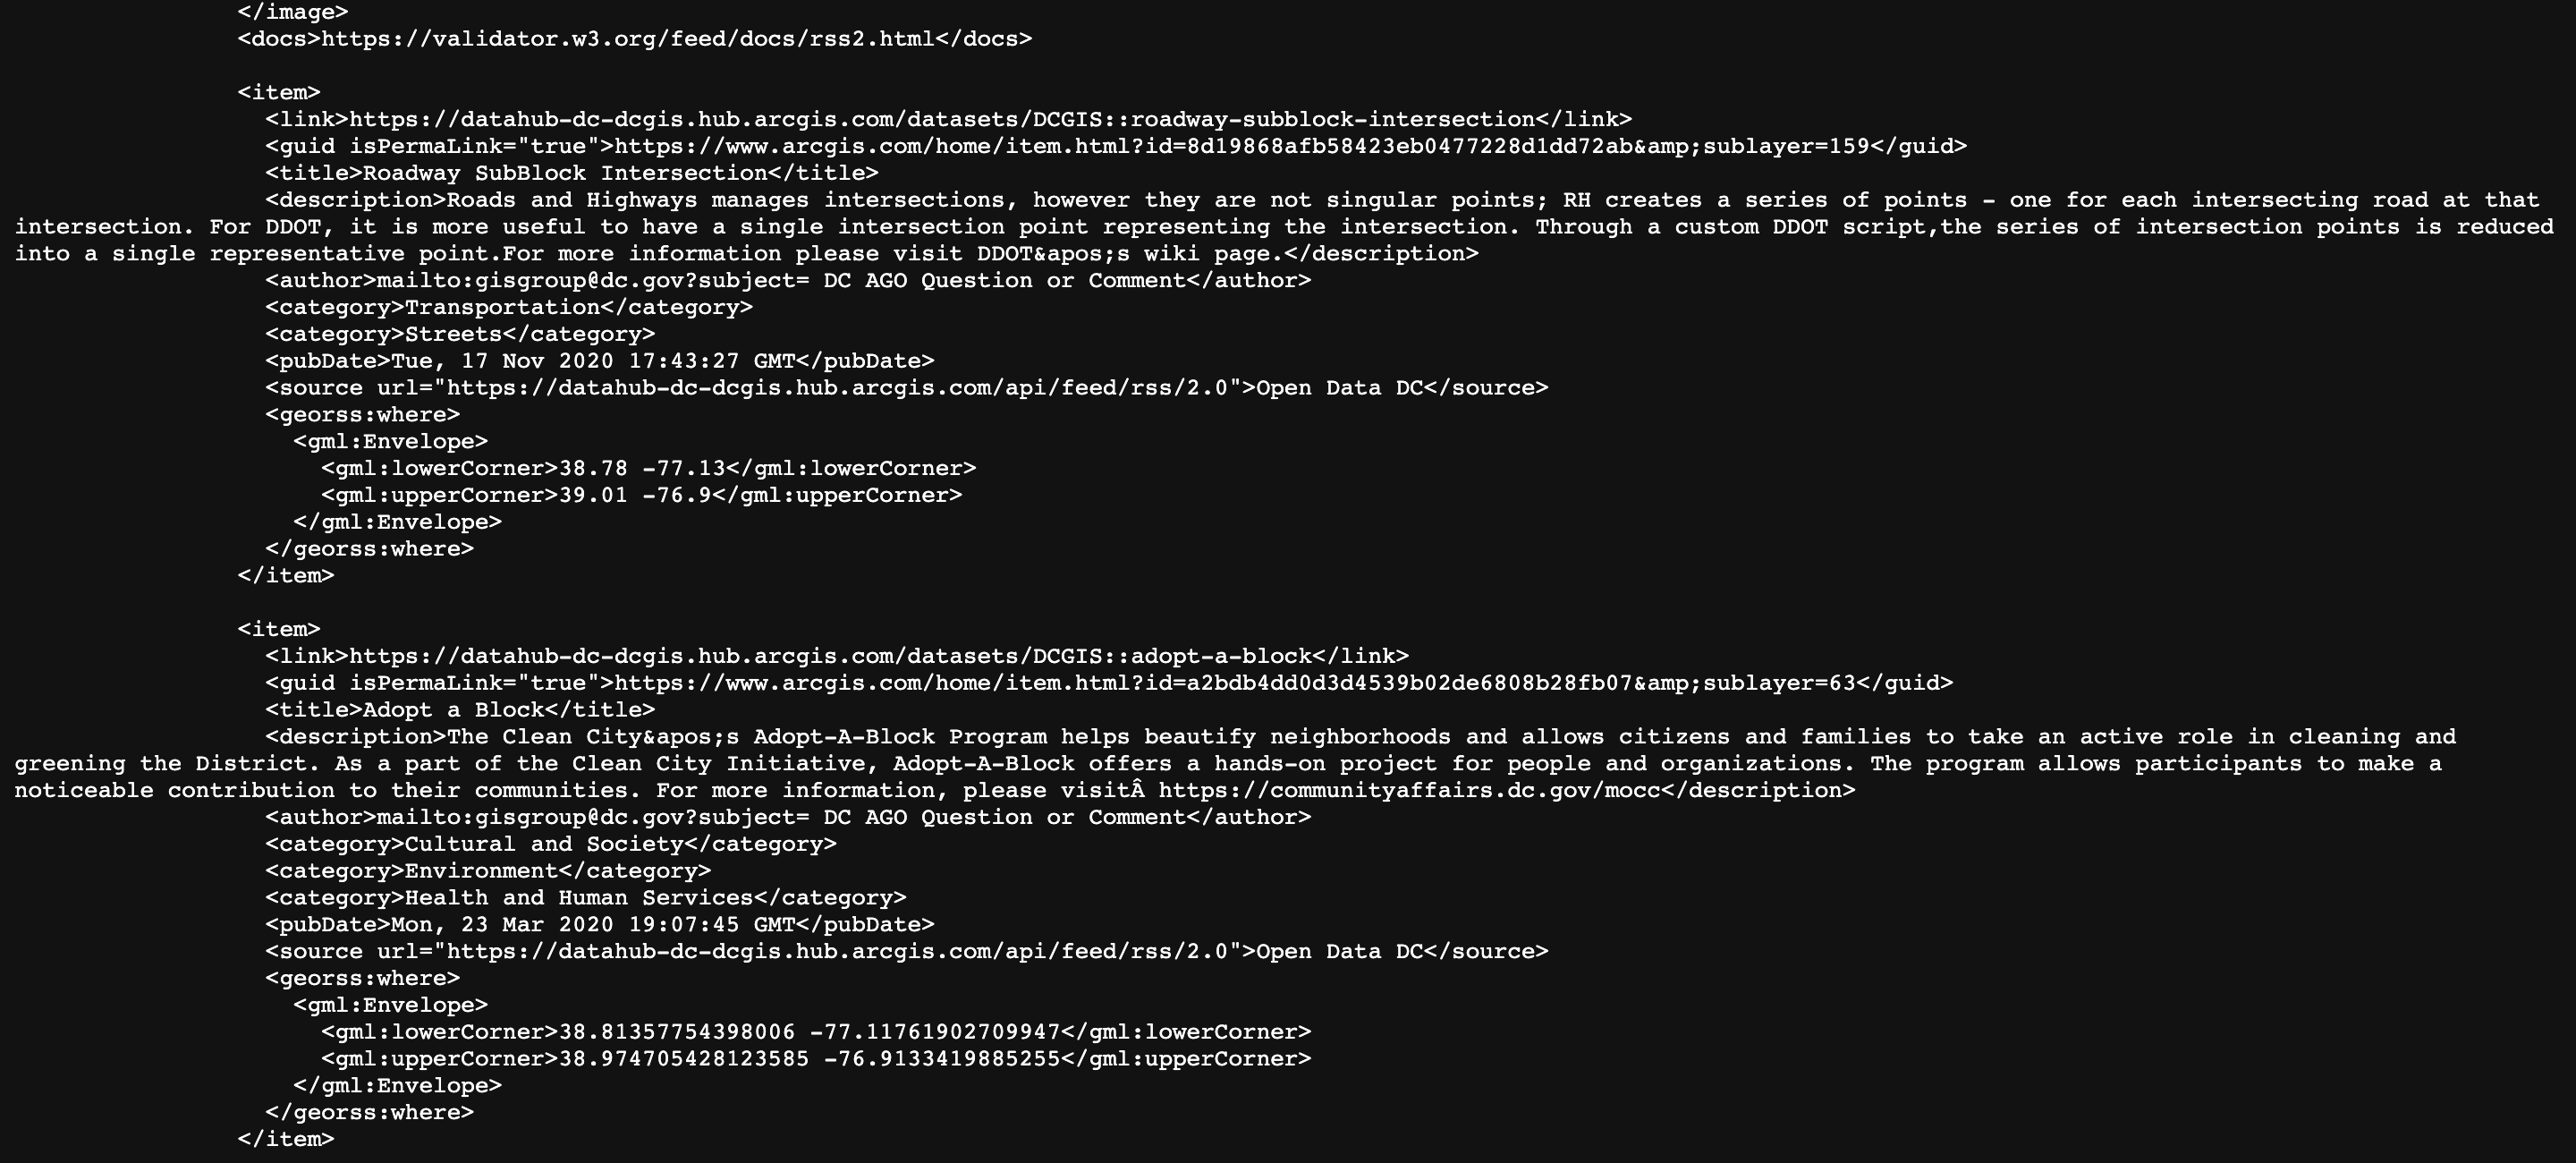 </image>
<docs>https://validator.w3.org/feed/docs/rss2.html</docs>
<item>
<link>https://datahub-dc-dcgis.hub.arcgis.com/datasets/DCGIS::roadway-subblock-intersection</link>
<guid isPermaLink="true">https://www.arcgis.com/home/item.html?id=8d19868afb58423eb0477228d1dd72ab&amp;sublayer=159</guid>
<title>Roadway SubBlock Intersection</title>
<description>Roads and Highways manages intersections, however they are not singular points; RH creates a series of points - one for each intersecting road at that
intersection. For DDOT, it is more useful to have a single intersection point representing the intersection. Through a custom DDOT script,the series of intersection points is reduced
into a single representative point.For more information please visit DDOT&apos;s wiki page.</description>
<author>mailto:gisgroup@dc.gov?subject= DC AGO Question or Comment</author>
<category>Transportation</category>
<category>Streets</category>
<pubDate>Tue, 17 Nov 2020 17:43:27 GMT</pubDate>
<source url="https://datahub-dc-dcgis.hub.arcgis.com/api/feed/rss/2.0">Open Data DC</source>
<georss:where>
<gml:Envelope>
<gml:lowerCorner>38.78 -77.13</gml:lowerCorner>
<gml:upperCorner>39.01 -76.9</gml:upperCorner>
</gml:Envelope>
</georss:where>
</item>
<item>
<link>https://datahub-dc-dcgis.hub.arcgis.com/datasets/DCGIS::adopt-a-block</link>
<guid isPermaLink="true">https://www.arcgis.com/home/item.html?id=a2bdb4dd0d3d4539b02de6808b28fb07&amp;sublayer=63</guid>
<title>Adopt a Block</title>
<description>The Clean City&apos;s Adopt-A-Block Program helps beautify neighborhoods and allows citizens and families to take an active role in cleaning and
greening the District. As a part of the Clean City Initiative, Adopt-A-Block offers a hands-on project for people and organizations. The program allows participants to make a
noticeable contribution to their communities. For more information, please visitÂ https://communityaffairs.dc.gov/mocc</description>
<author>mailto:gisgroup@dc.gov?subject= DC AGO Question or Comment</author>
<category>Cultural and Society</category>
<category>Environment</category>
<category>Health and Human Services</category>
<pubDate>Mon, 23 Mar 2020 19:07:45 GMT</pubDate>
<source url="https://datahub-dc-dcgis.hub.arcgis.com/api/feed/rss/2.0">Open Data DC</source>
<georss:where>
<gml:Envelope>
<gml:lowerCorner>38.81357754398006 -77.11761902709947</gml:lowerCorner>
<gml:upperCorner>38.974705428123585 -76.9133419885255</gml:upperCorner>
</gml:Envelope>
</georss:where>
</item>